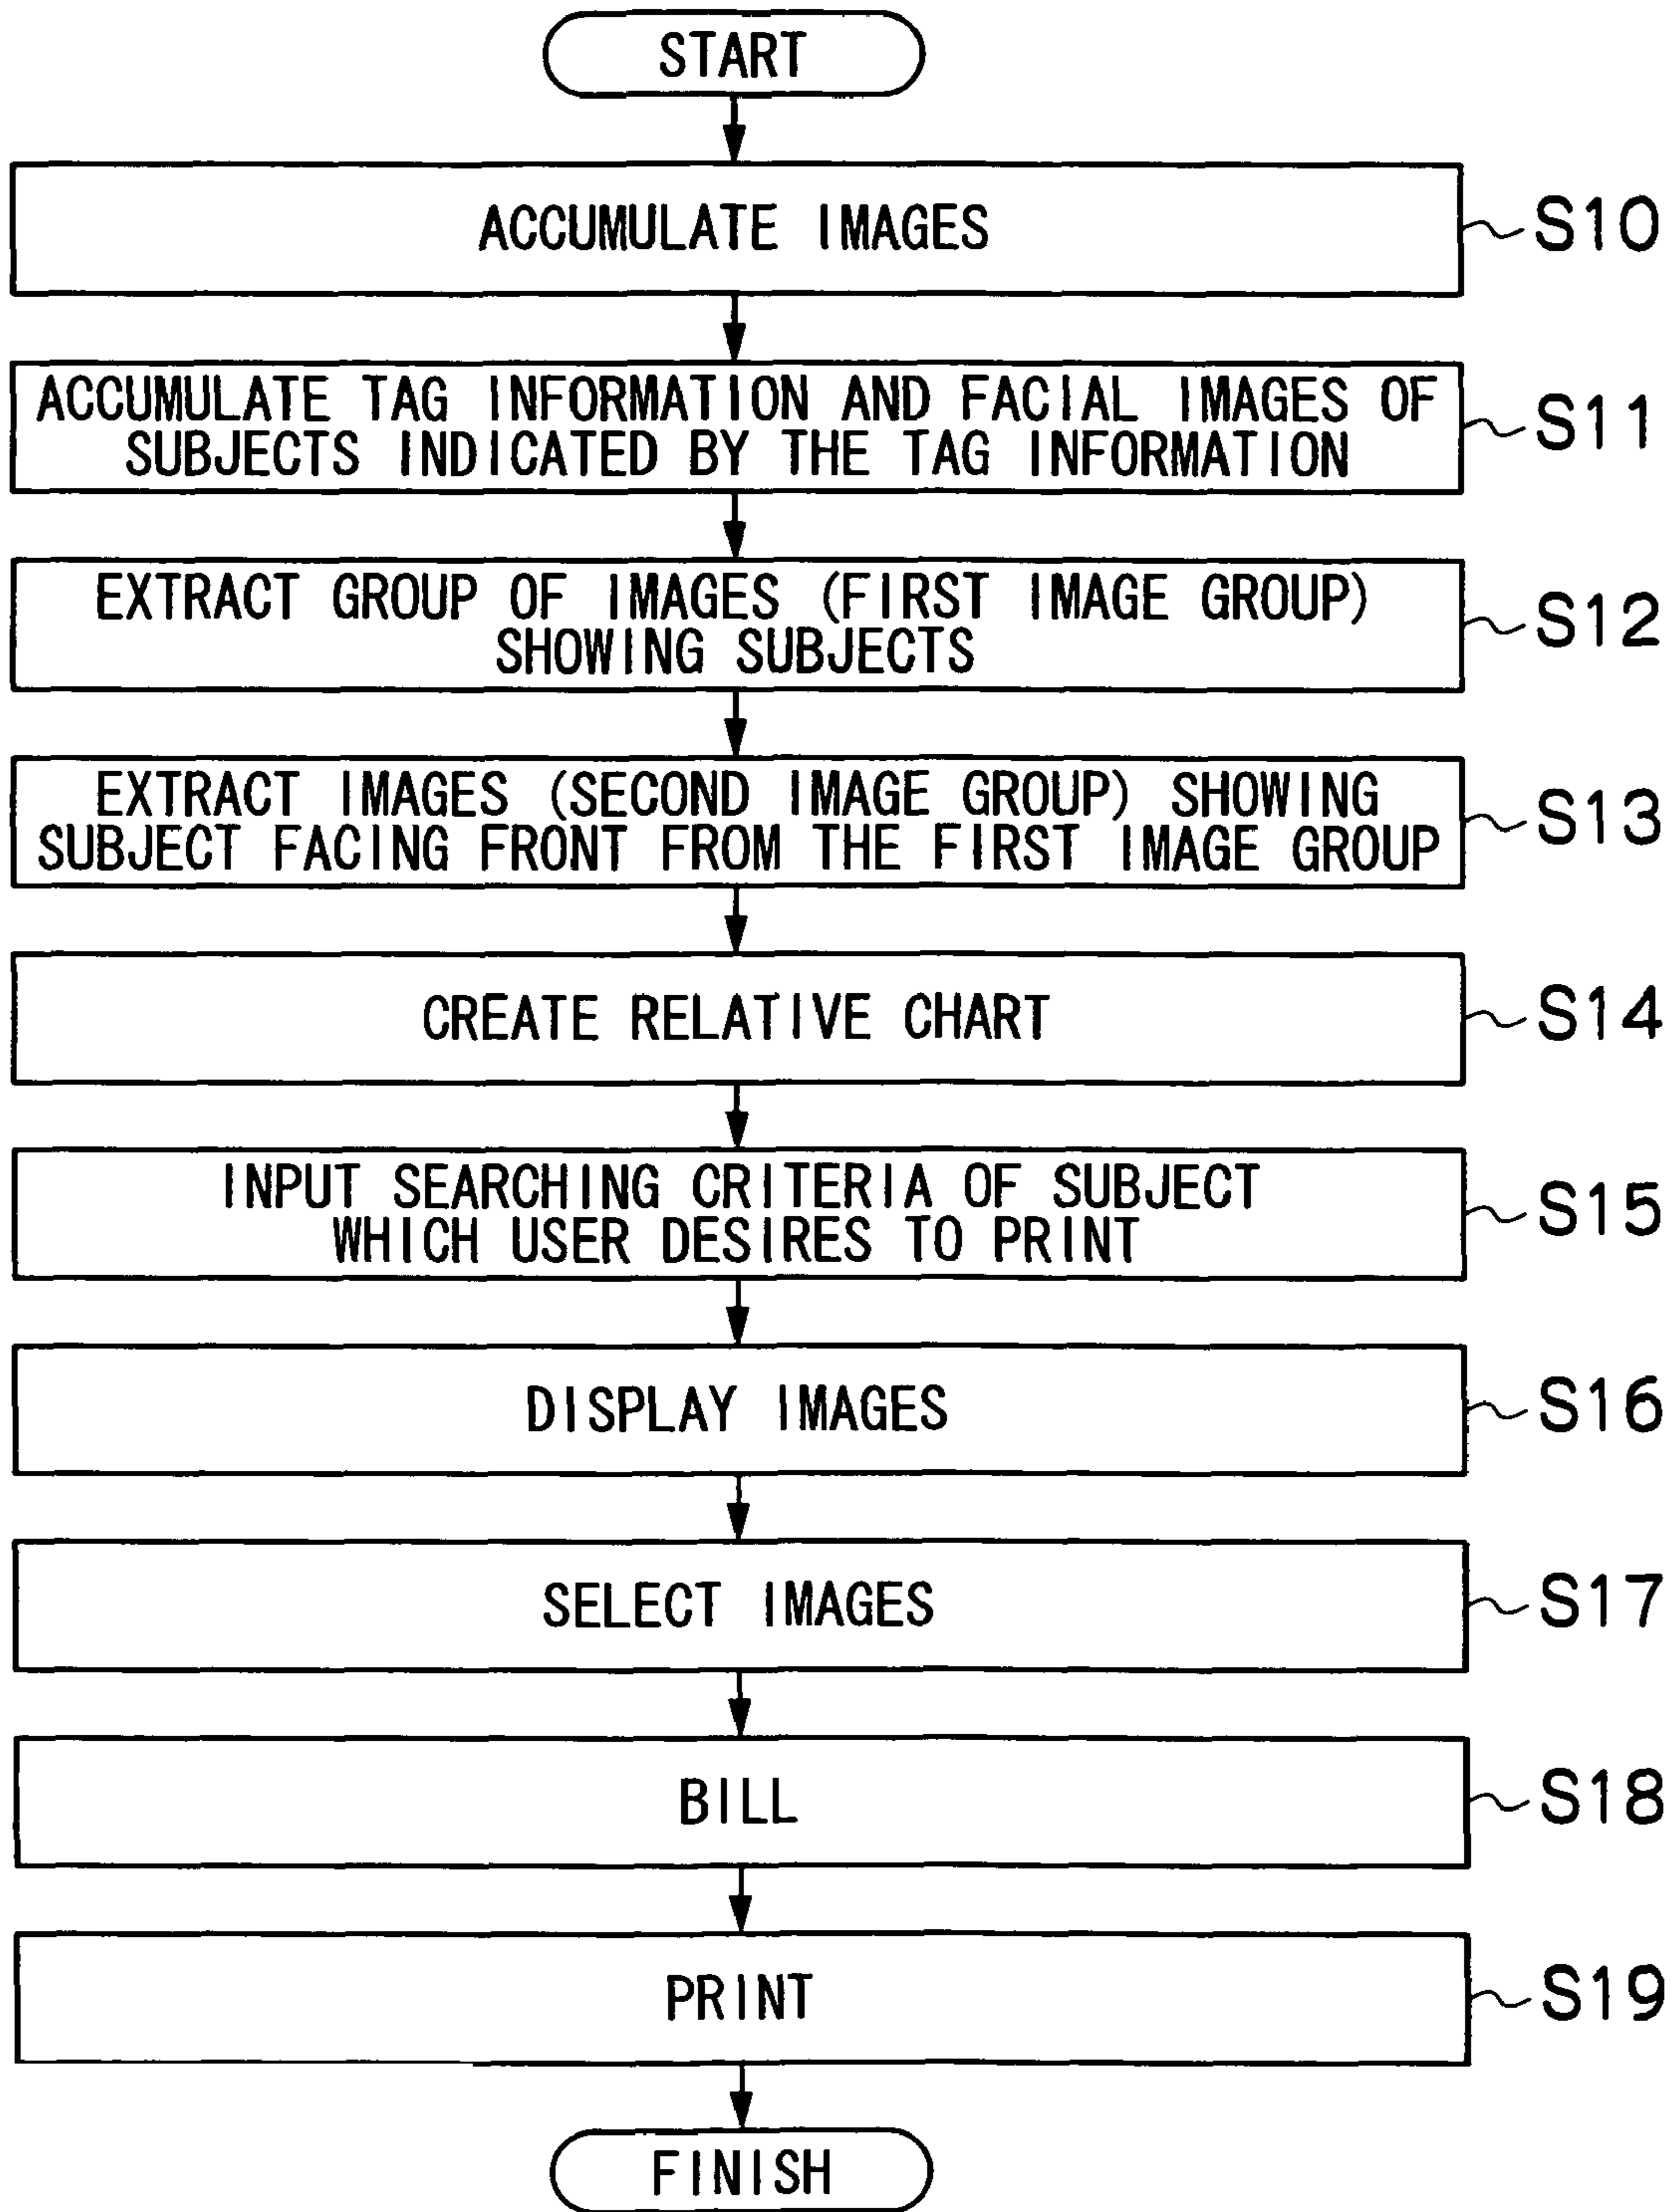 START
ACCUMULATE IMAGES
S10
ACCUMULATE TAG INFORMATION AND FACIAL IMAGES OF
SUBJECTS INDICATED BY THE TAG INFORMATION
S11
EXTRACT GROUP OF IMAGES (FIRST IMAGE GROUP)
SHOWING SUBJECTS
S12
EXTRACT IMAGES (SECOND IMAGE GROUP) SHOWING
SUBJECT FACING FRONT FROM THE FIRST IMAGE GROUP
S13
CREATE RELATIVE CHART
S14
INPUT SEARCHING CRITERIA OF SUBJECT
WHICH USER DESIRES TO PRINT
S15
DISPLAY IMAGES
S16
SELECT IMAGES
S17
BILL
S18
PRINT
S19
FINISH